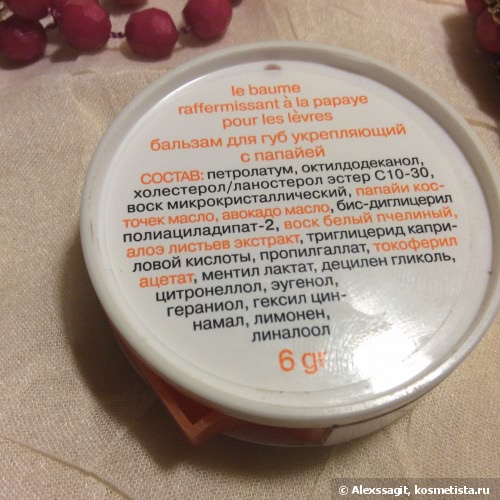 le baume
raffermissant à la papaye
pour les lèvres
бальзам для губ укрепляющий
с папайей
СОСТАВ: петролатум, октилдодеканол,
холестерол/ланостерол эстер С10-30,
воск микрокристаллический, папайи кос-
точек масло, авокадо масло, бис-диглицерил
полиациладипат-2, воск белый пчелиный,
алоэ листьев экстракт, триглицерид капри-
ловой кислоты, пропилгаллат, токоферил
ацетат, ментил лактат, децилен гликоль,
цитронеллол, эугенол,
гераниол, гексил цин-
намал, лимонен,
линалоол
6 gr
© Alexssagit, kosmetista.ru